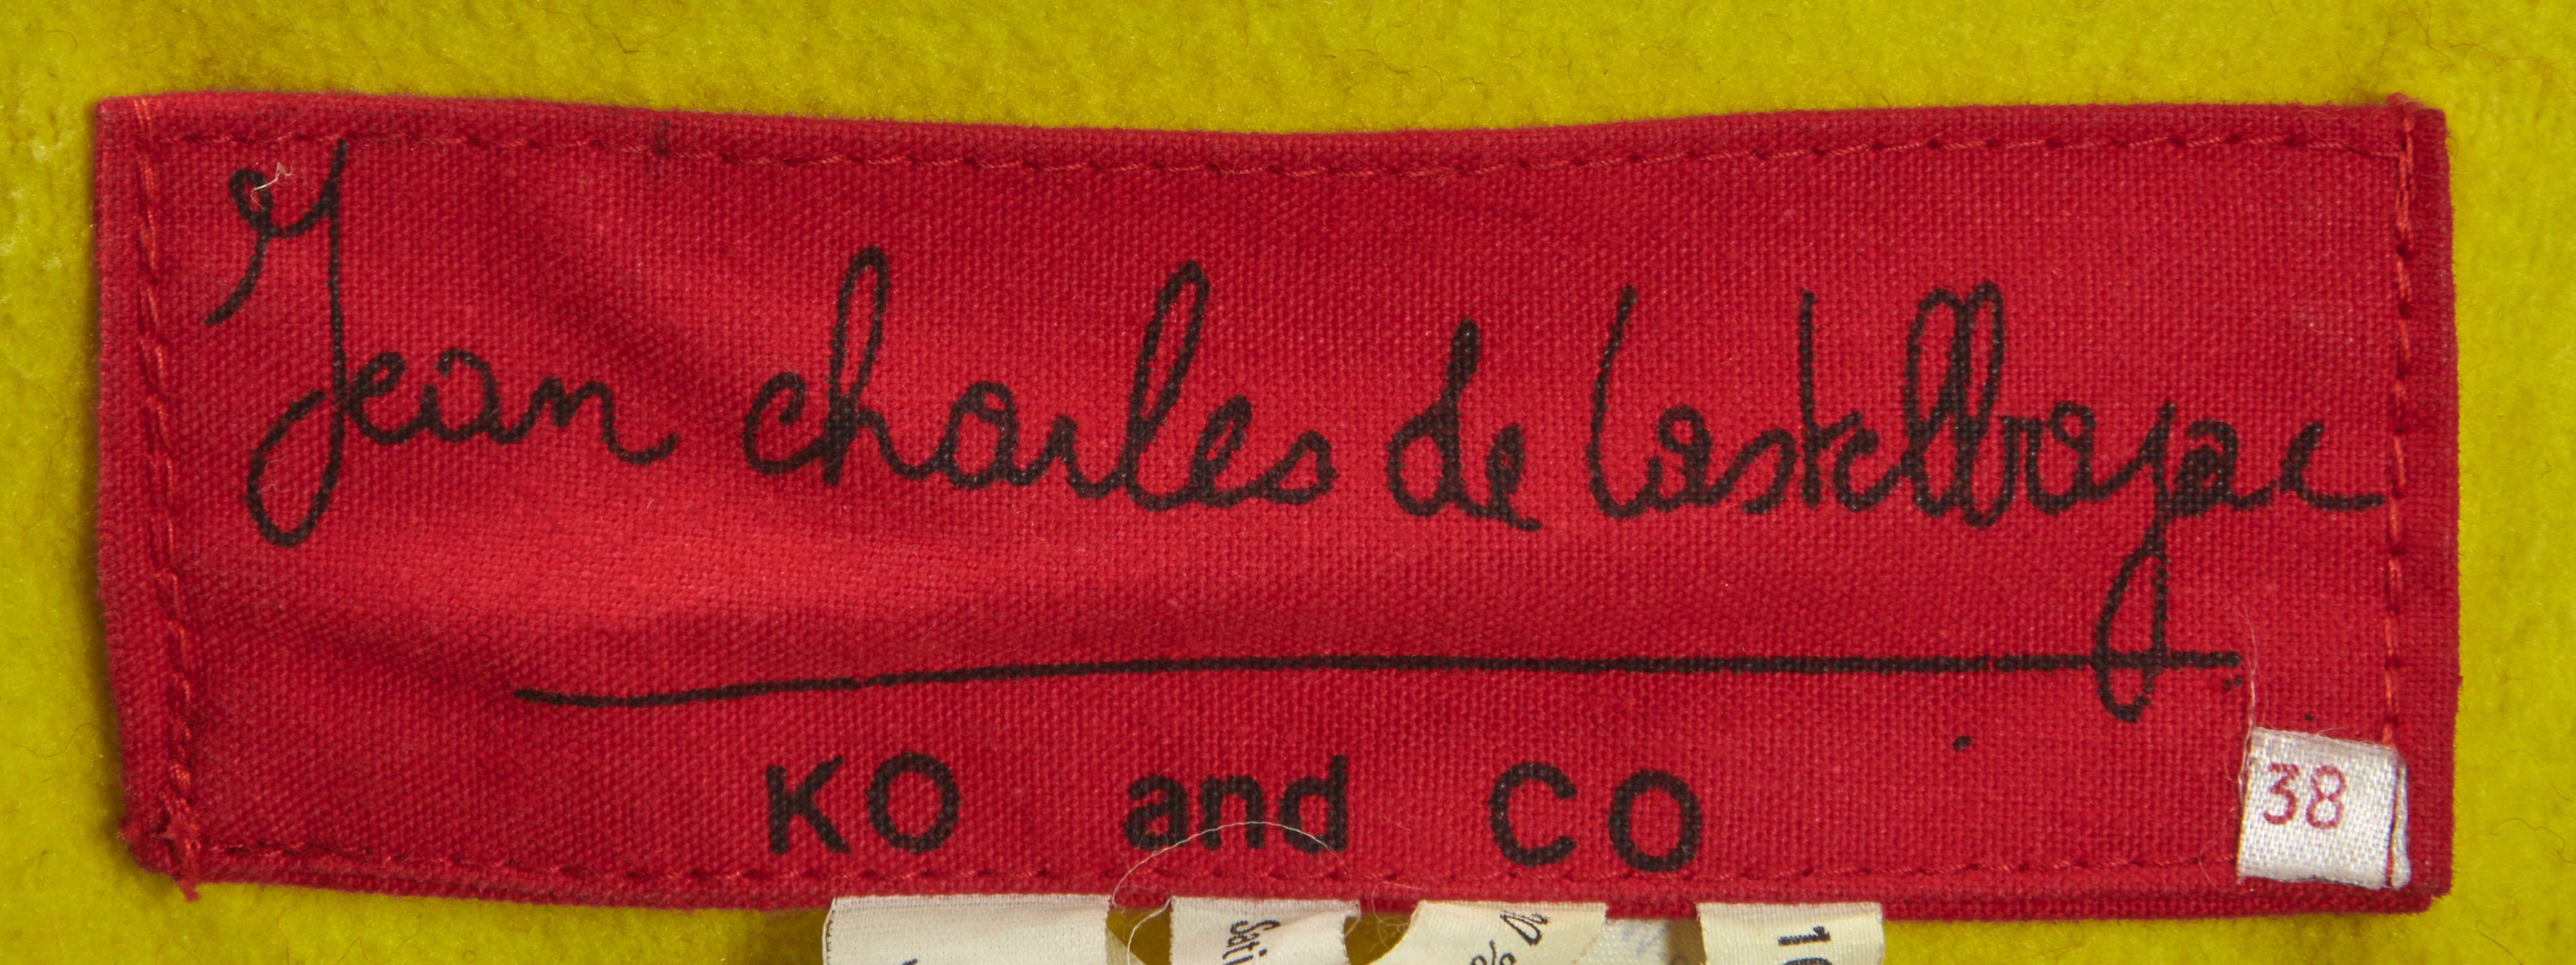 Jean charles de Castelbajac
KO and CO
38